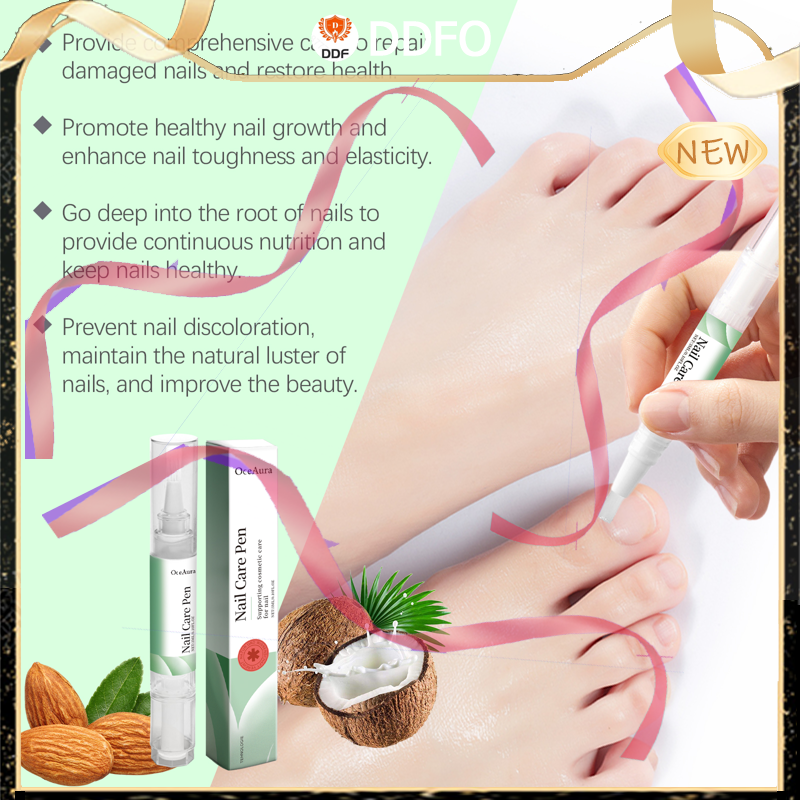 DDF
DDFO
Provide comprehensive care to repair
damaged nails and restore health.
Promote healthy nail growth and
enhance nail toughness and elasticity.
Go deep into the root of nails to
provide continuous nutrition and
keep nails healthy.
Prevent nail discoloration,
maintain the natural luster of
nails, and improve the beauty.
NEW
Nail Care
OceAura
Nail Care Pen
OceAura
Nail Care Pen
Supporting cosmetic care
for nail